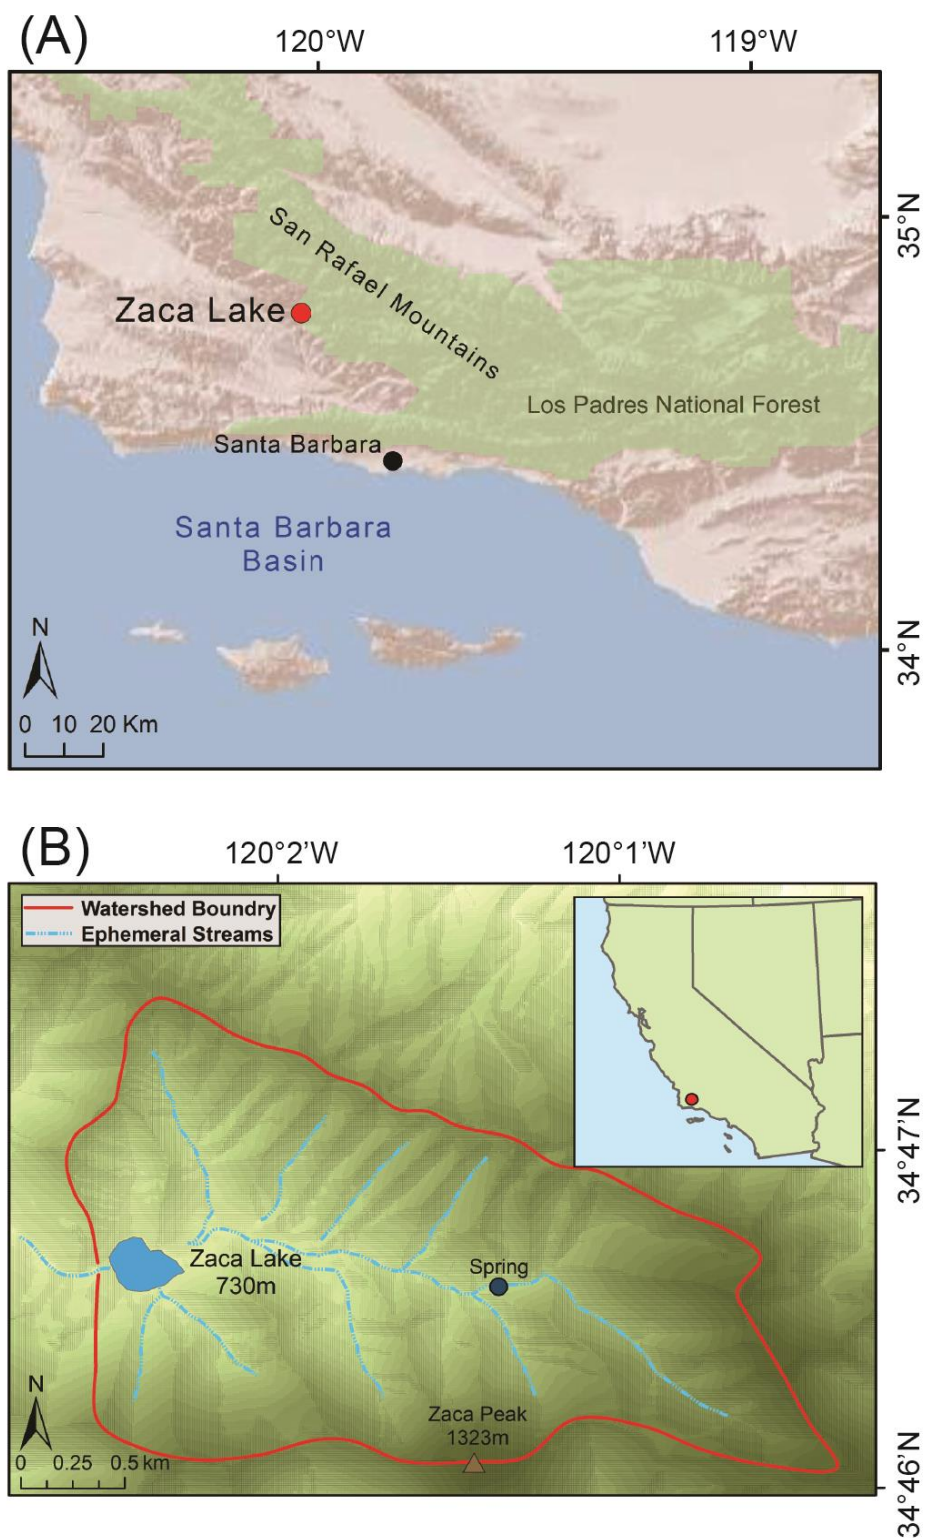 (A)
120°W
119°W
35°N
San Rafael Mountains
Zaca Lake
Los Padres National Forest
Santa Barbara
Santa Barbara
Basin
34°N
N
0 10 20 Km
(B)
120°2'W
120°1'W
Watershed Boundry
Ephemeral Streams
34°47'N
Zaca Lake
730m
Spring
Zaca Peak
1323m
N
0 0.25 0.5 km
34°46'N